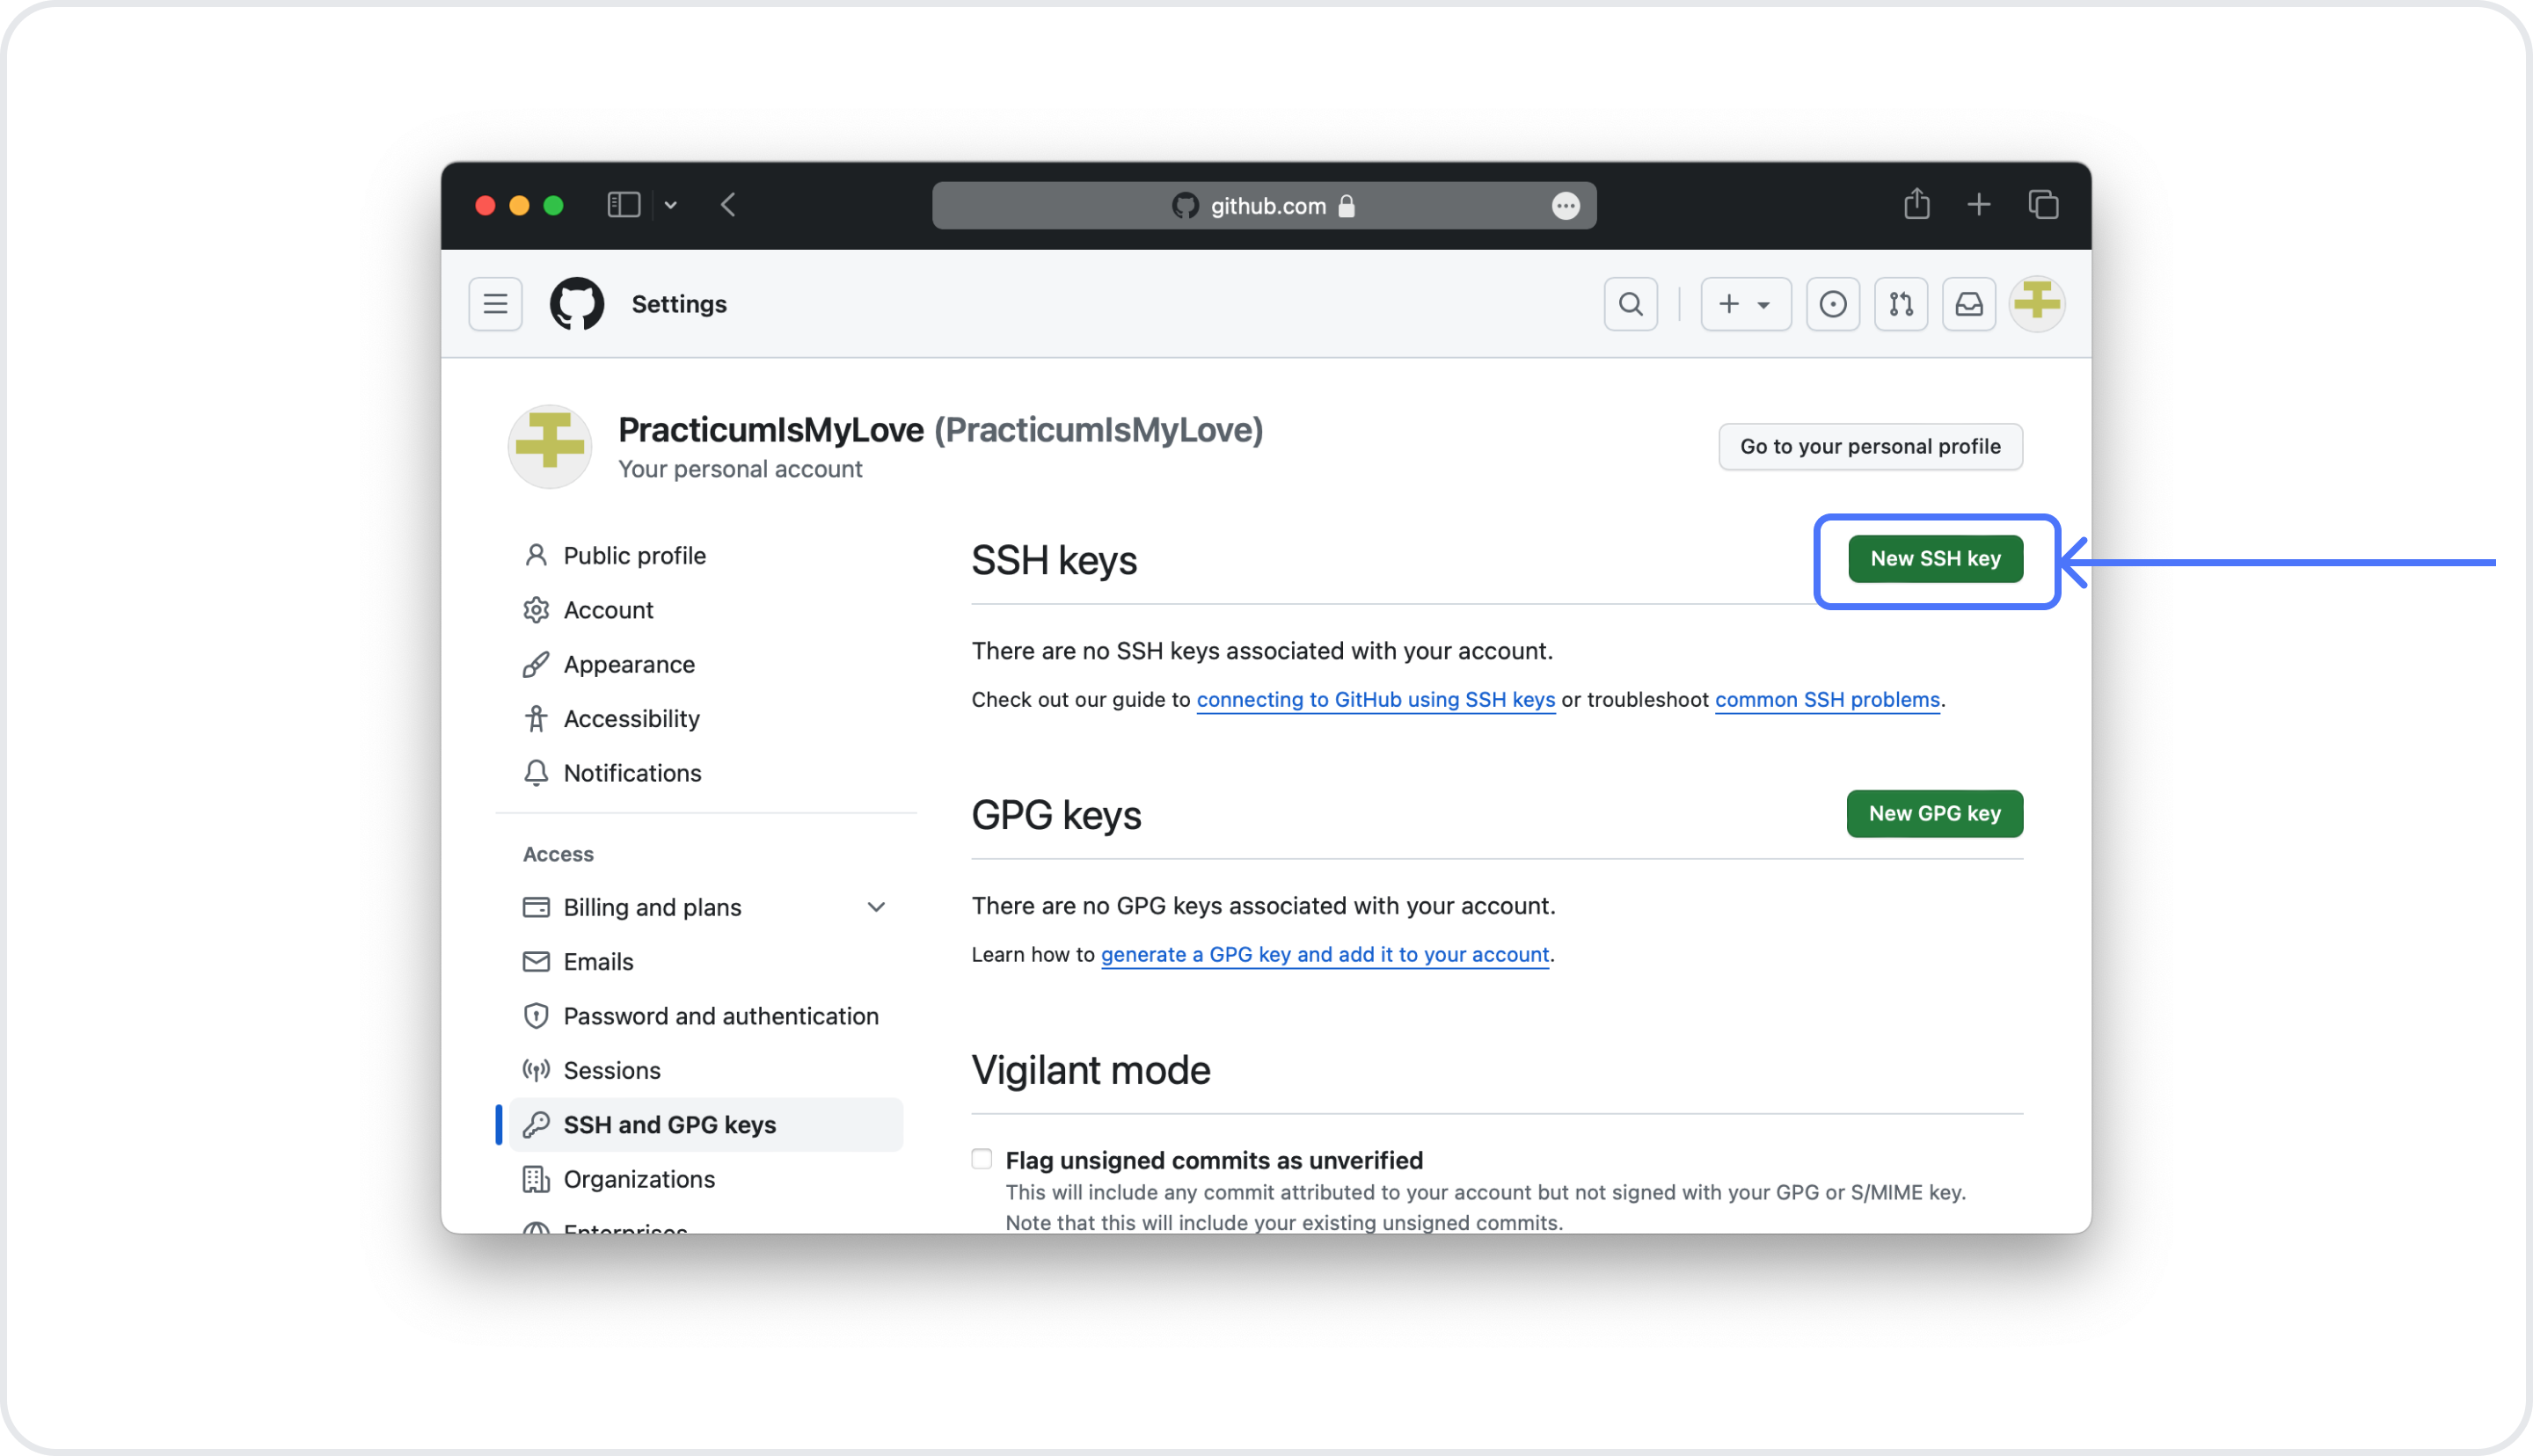 github.com
Settings
PracticumIsMyLove (PracticumIsMyLove)
Your personal account
Go to your personal profile
Public profile
Account
Appearance
Accessibility
Notifications
Access
Billing and plans
Emails
Password and authentication
Sessions
SSH and GPG keys
Organizations
Enterprises
SSH keys
New SSH key
There are no SSH keys associated with your account.
Check out our guide to connecting to GitHub using SSH keys or troubleshoot common SSH problems.
GPG keys
New GPG key
There are no GPG keys associated with your account.
Learn how to generate a GPG key and add it to your account.
Vigilant mode
Flag unsigned commits as unverified
This will include any commit attributed to your account but not signed with your GPG or S/MIME key.
Note that this will include your existing unsigned commits.